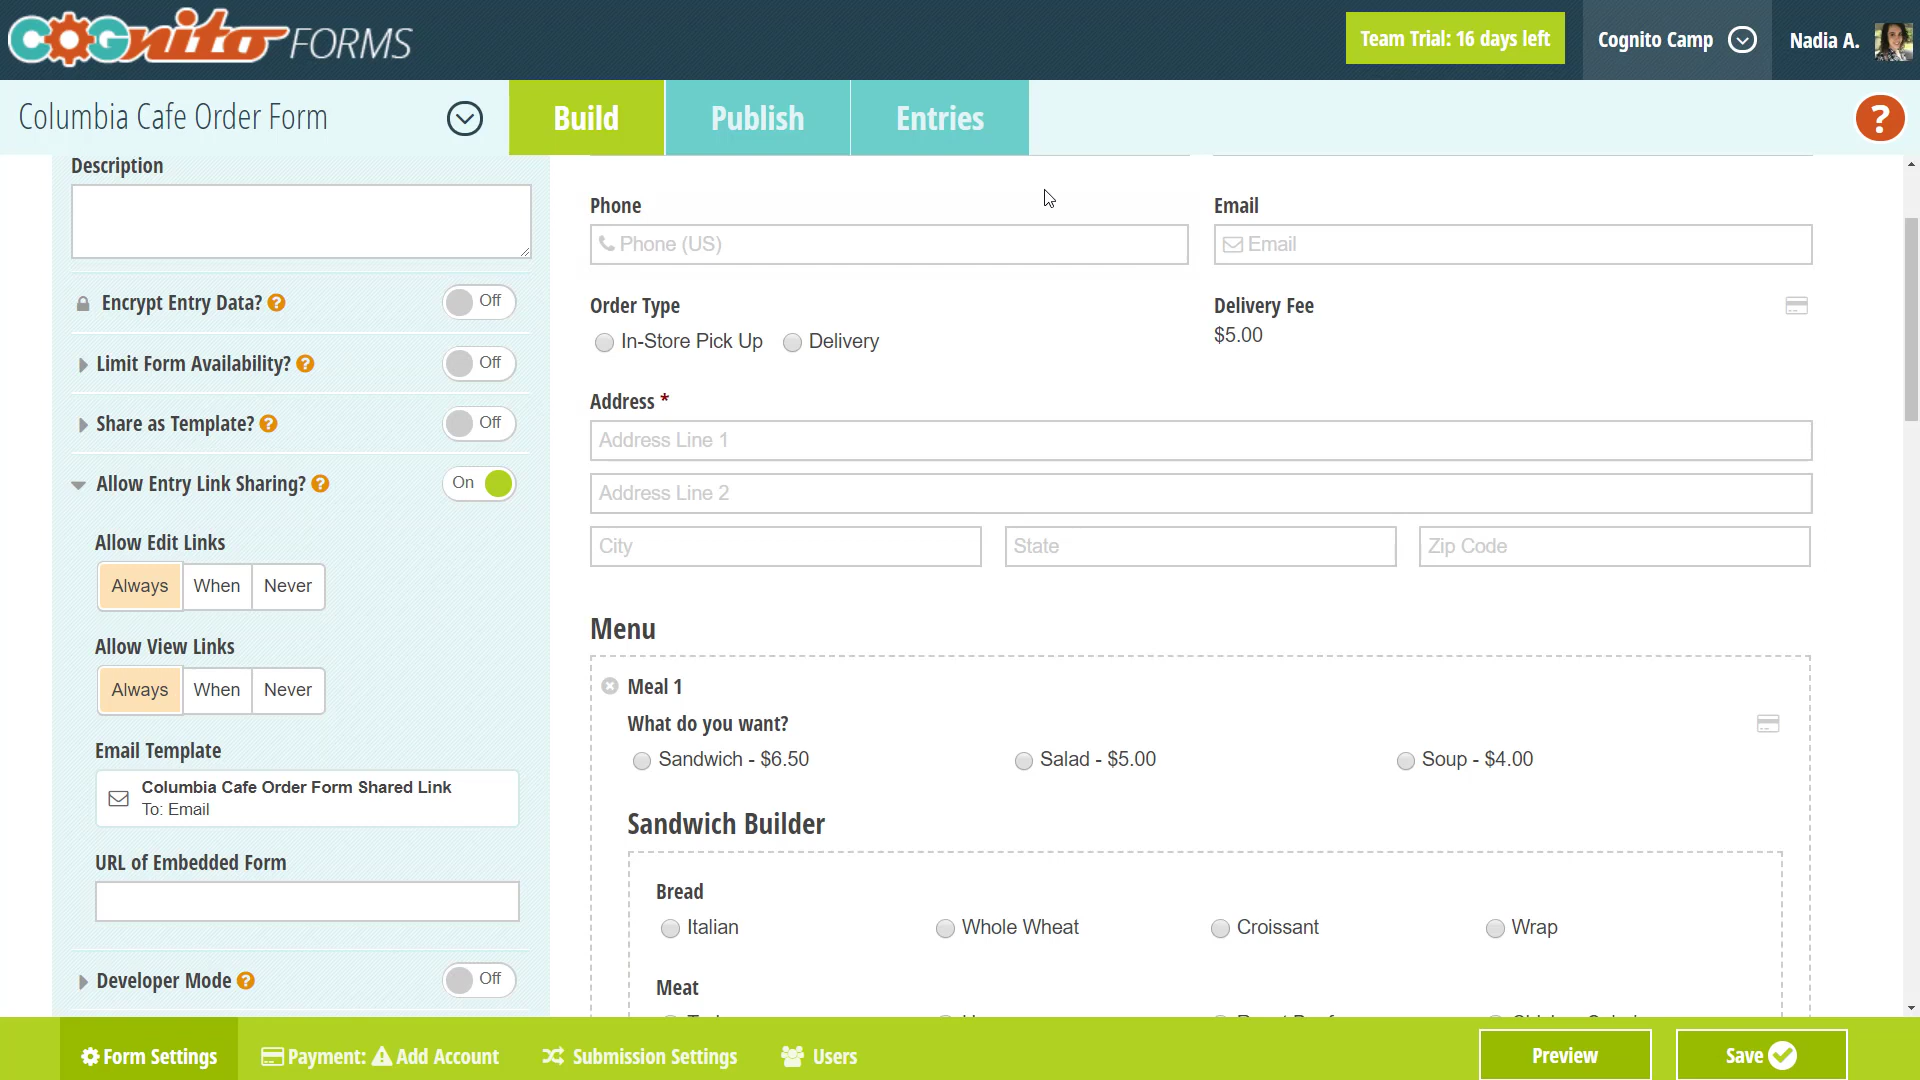 COGnito FORMS
Team Trial: 16 days left
Cognito Camp
Nadia A.
Columbia Cafe Order Form
Build
Publish
Entries
?
Description
Encrypt Entry Data? ?
Off
Limit Form Availability? ?
Off
Share as Template? ?
Off
Allow Entry Link Sharing? ?
On
Allow Edit Links
Always When Never
Allow View Links
Always When Never
Email Template
Columbia Cafe Order Form Shared Link
To: Email
URL of Embedded Form
Developer Mode ?
Off
Phone
Phone (US)
Email
Email
Order Type
In-Store Pick Up Delivery
Delivery Fee
$5.00
Address *
Address Line 1
Address Line 2
City
State
Zip Code
Menu
Meal 1
What do you want?
Sandwich - $6.50
Salad - $5.00
Soup - $4.00
Sandwich Builder
Bread
Italian
Whole Wheat
Croissant
Wrap
Meat
Form Settings
Payment: Add Account
Submission Settings
Users
Preview
Save